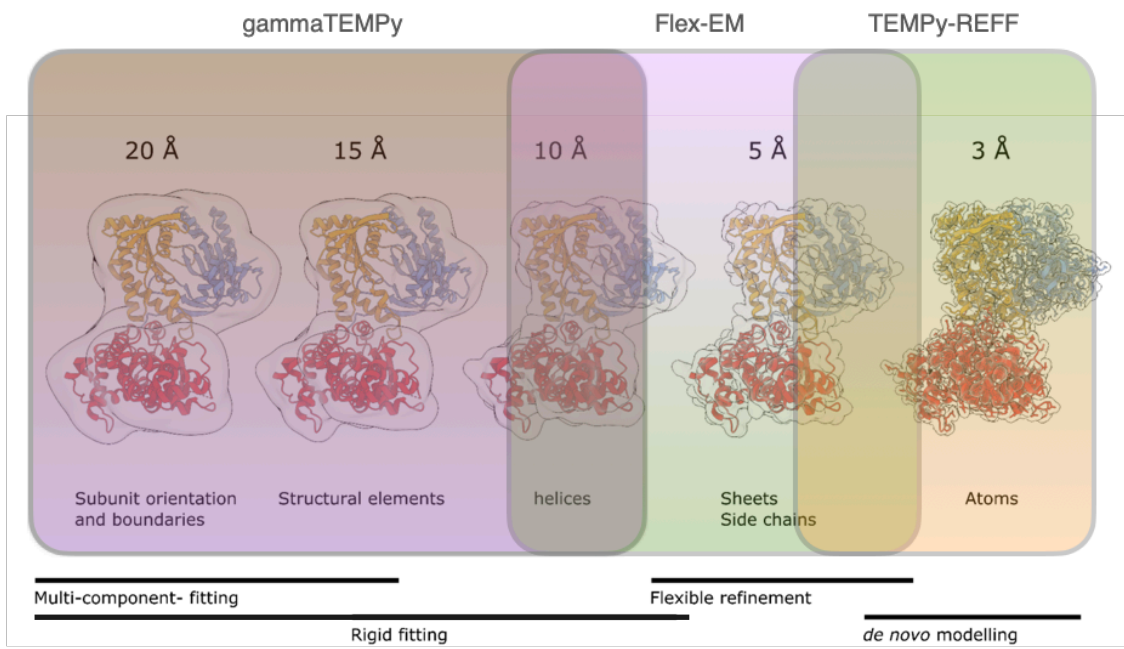 gammaTEMPy
Flex-EM
TEMPy-REFF
20 Å
15 Å
10 Å
5 Å
3 Å
Subunit orientation
and boundaries
Structural elements
helices
Sheets
Side chains
Atoms
Multi-component- fitting
Flexible refinement
Rigid fitting
de novo modelling